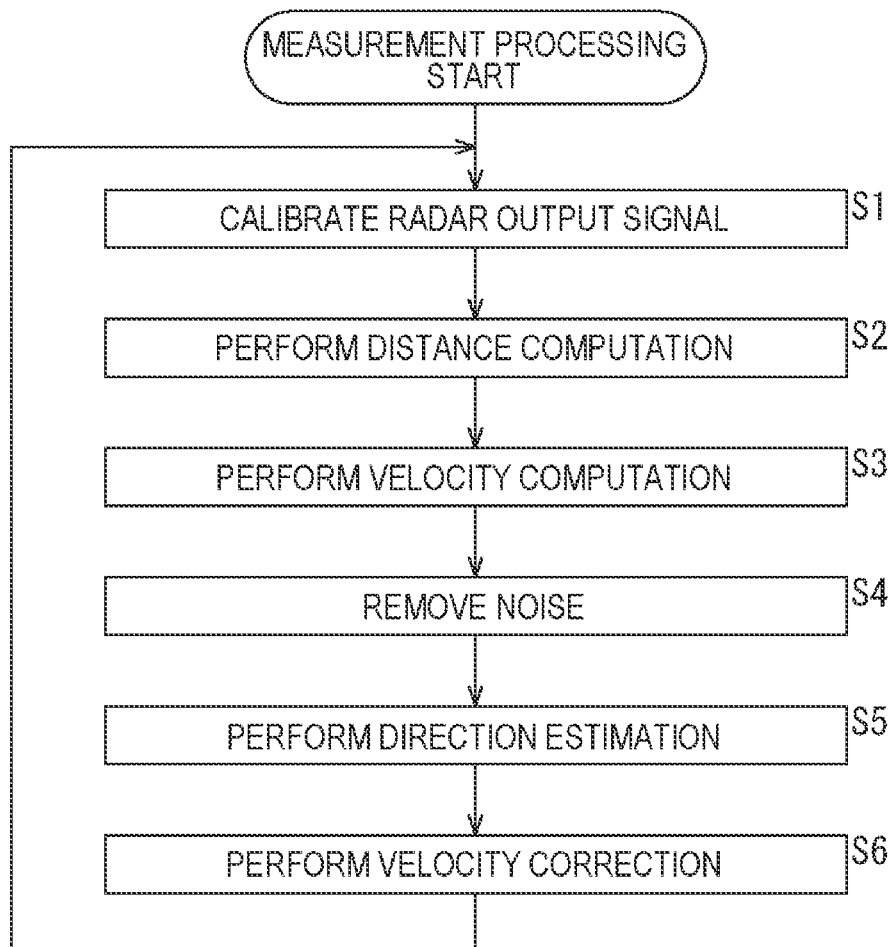 MEASUREMENT PROCESSING
START
CALIBRATE RADAR OUTPUT SIGNAL S1
PERFORM DISTANCE COMPUTATION S2
PERFORM VELOCITY COMPUTATION S3
REMOVE NOISE S4
PERFORM DIRECTION ESTIMATION S5
PERFORM VELOCITY CORRECTION S6